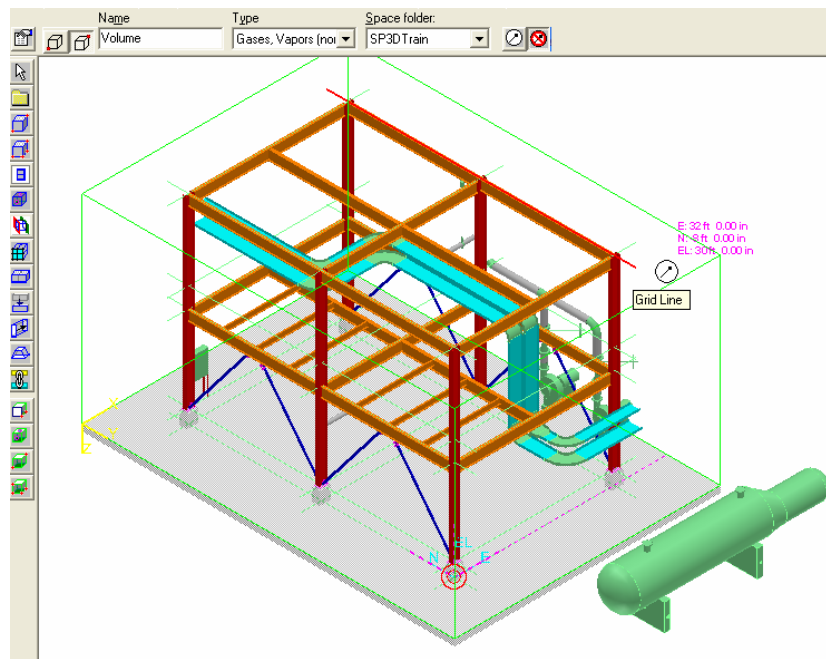 Name
Type
Space folder:
Volume
Gases, Vapors (no
SP3DTrain
E: 32 ft 0.00 in
N: -8 ft 0.00 in
EL: 30 ft 0.00 in
Grid Line
X
Y
Z
EL
N
E